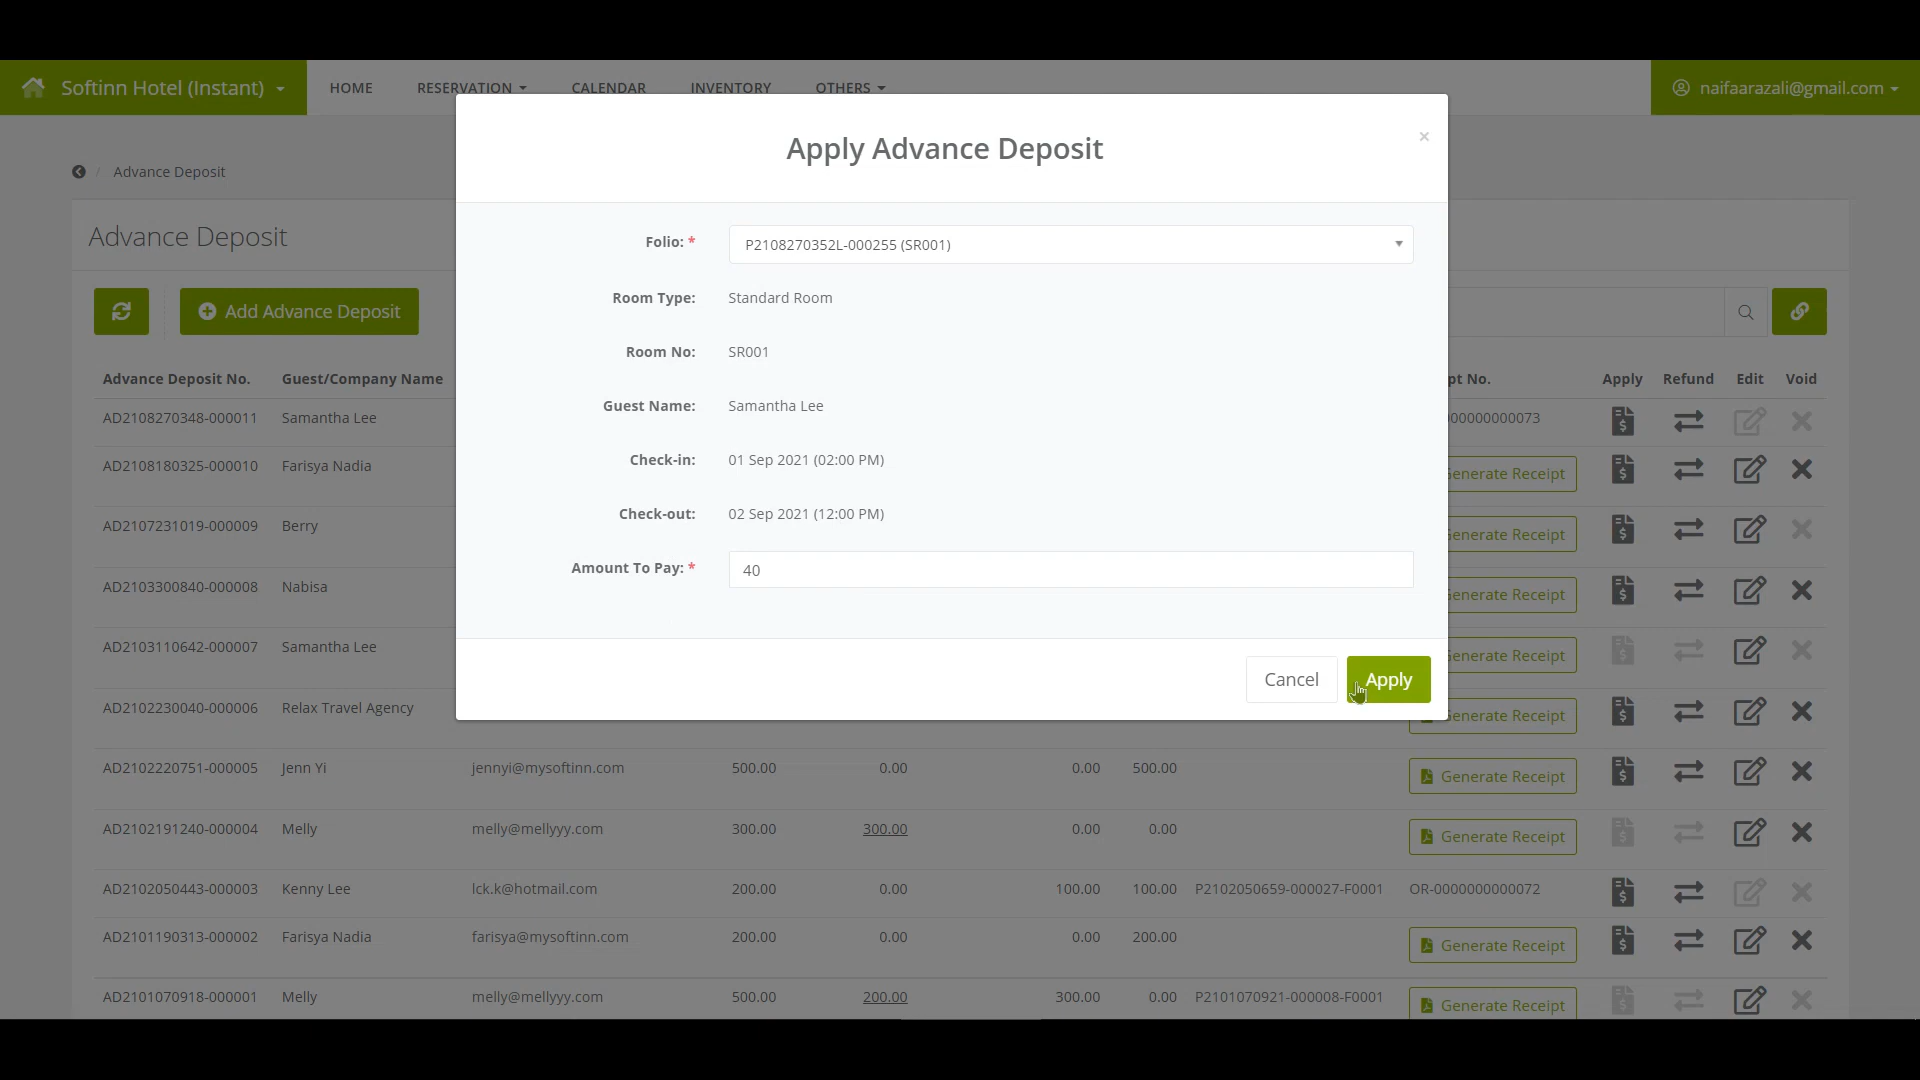 Softinn Hotel (Instant) HOME RESERVATION CALENDAR INVENTORY OTHERS naifaarazali@gmail.com
/ Advance Deposit
Advance Deposit
Add Advance Deposit
Apply Advance Deposit
×
Folio: * P2108270352L-000255 (SR001)
Room Type: Standard Room
Room No: SR001
Guest Name: Samantha Lee
Check-in: 01 Sep 2021 (02:00 PM)
Check-out: 02 Sep 2021 (12:00 PM)
Amount To Pay: * 40
Cancel Apply
Advance Deposit No. Guest/Company Name pt No. Apply Refund Edit Void
AD2108270348-000011 Samantha Lee 00000000073
AD2108180325-000010 Farisya Nadia Generate Receipt
AD2107231019-000009 Berry Generate Receipt
AD2103300840-000008 Nabisa Generate Receipt
AD2103110642-000007 Samantha Lee Generate Receipt
AD2102230040-000006 Relax Travel Agency Generate Receipt
AD2102220751-000005 Jenn Yi jennyi@mysoftinn.com 500.00 0.00 0.00 500.00 Generate Receipt
AD2102191240-000004 Melly melly@mellyyy.com 300.00 300.00 0.00 0.00 Generate Receipt
AD2102050443-000003 Kenny Lee lck.k@hotmail.com 200.00 0.00 100.00 100.00 P2102050659-000027-F0001 OR-0000000000072
AD2101190313-000002 Farisya Nadia farisya@mysoftinn.com 200.00 0.00 0.00 200.00 Generate Receipt
AD2101070918-000001 Melly melly@mellyyy.com 500.00 200.00 300.00 0.00 P2101070921-000008-F0001 Generate Receipt